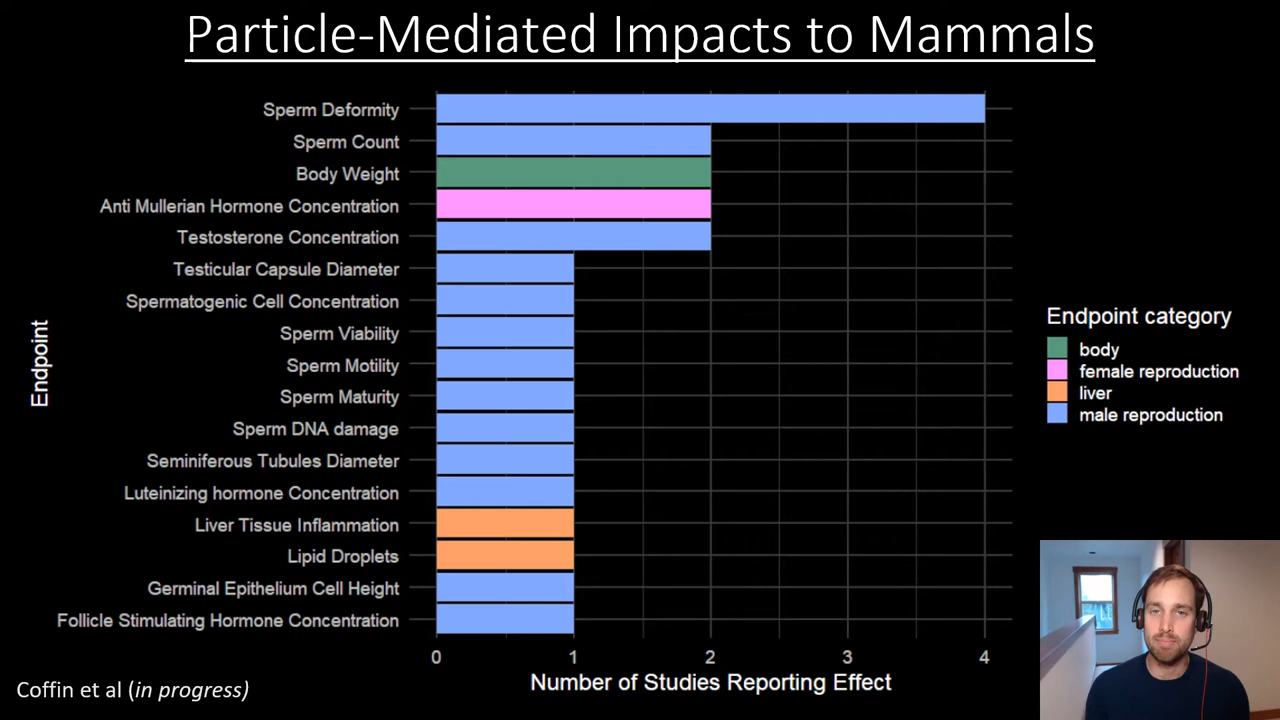 Particle-Mediated Impacts to Mammals
Sperm Deformity
Sperm Count
Body Weight
Anti Mullerian Hormone Concentration
Testosterone Concentration
Testicular Capsule Diameter
Spermatogenic Cell Concentration
Sperm Viability
Sperm Motility
Sperm Maturity
Sperm DNA damage
Seminiferous Tubules Diameter
Luteinizing hormone Concentration
Liver Tissue Inflammation
Lipid Droplets
Germinal Epithelium Cell Height
Follicle Stimulating Hormone Concentration
Endpoint
0 1 2 3 4
Number of Studies Reporting Effect
Endpoint category
body
female reproduction
liver
male reproduction
Coffin et al (in progress)